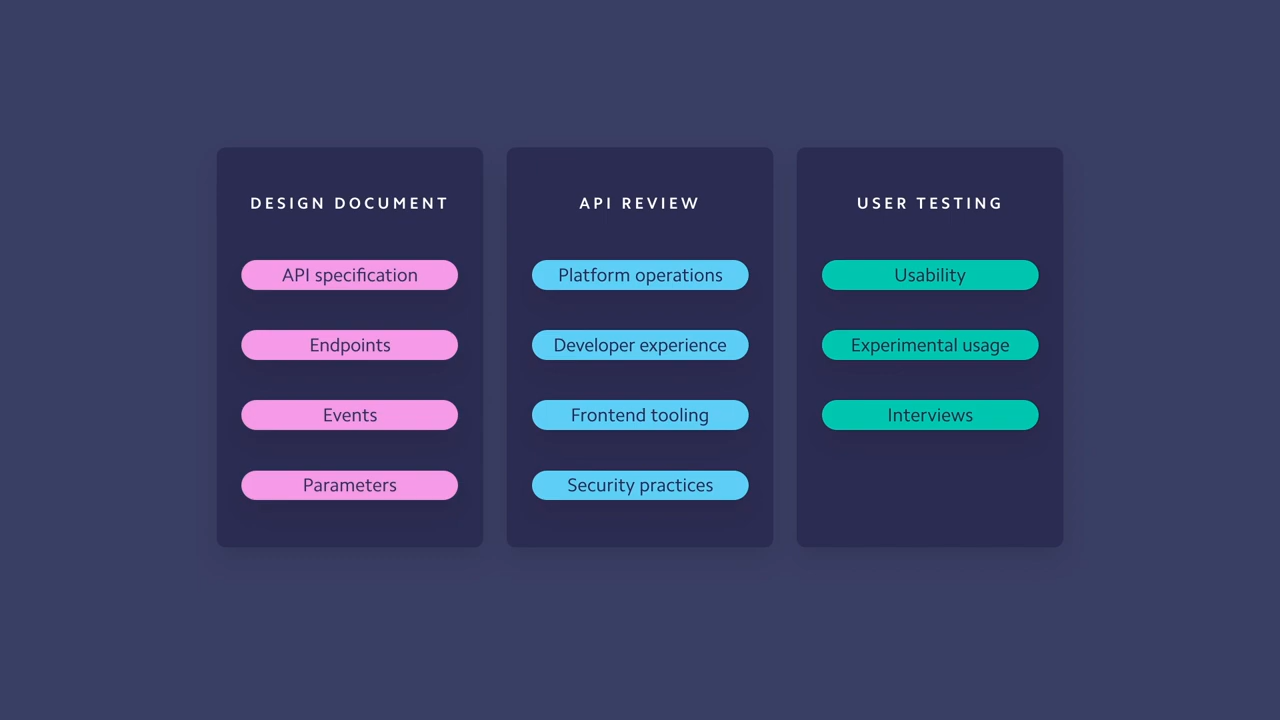 DESIGN DOCUMENT
API specification
Endpoints
Events
Parameters
API REVIEW
Platform operations
Developer experience
Frontend tooling
Security practices
USER TESTING
Usability
Experimental usage
Interviews